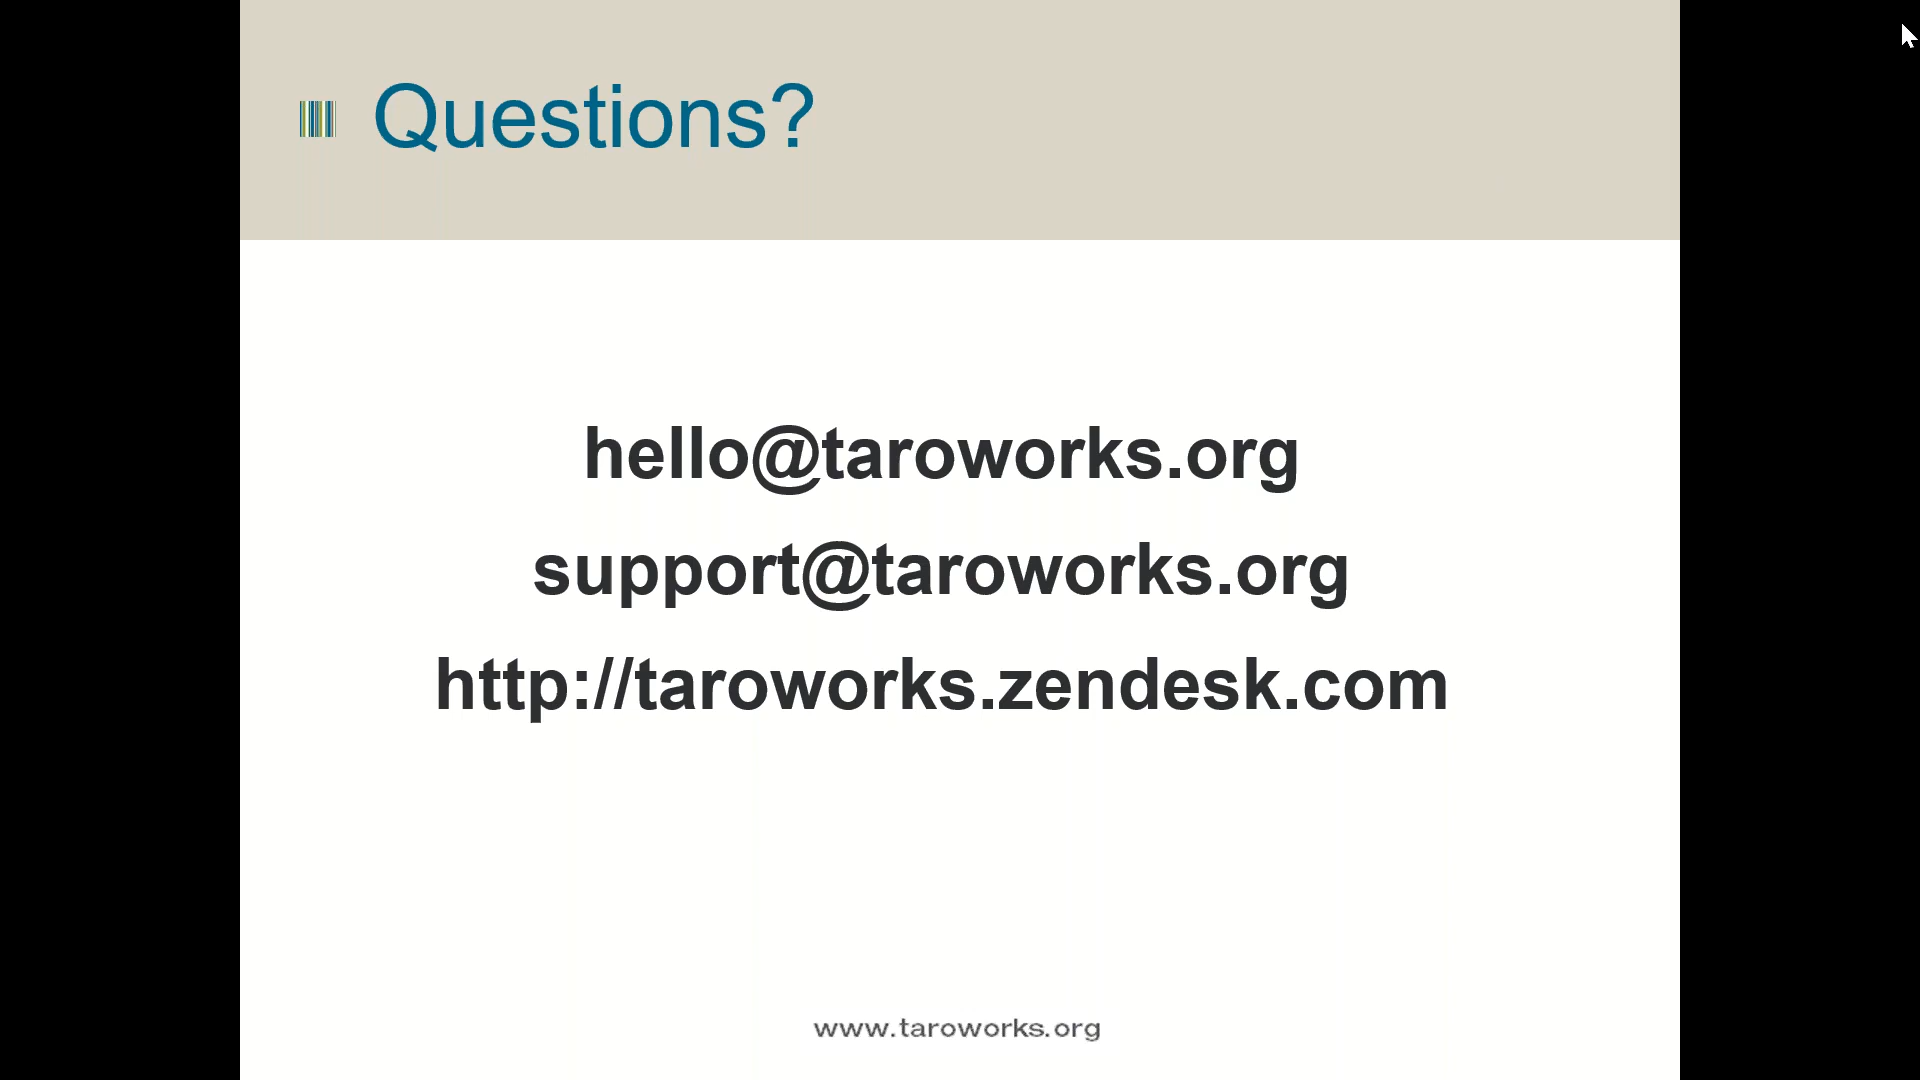 Questions?
hello@taroworks.org
support@taroworks.org
http://taroworks.zendesk.com
www.taroworks.org